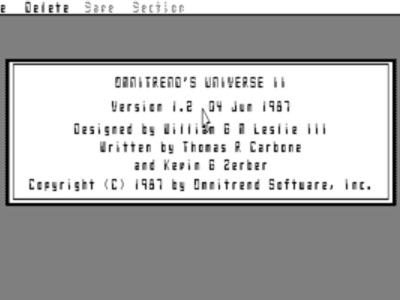 e Delete Save Section
OMNITREND'S UNIVERSE II
Version 1.2 04 Jun 1987
Designed by William G M Leslie III
Written by Thomas R Carbone
and Kevin G Zerber
Copyright (C) 1987 by Omnitrend Software, Inc.